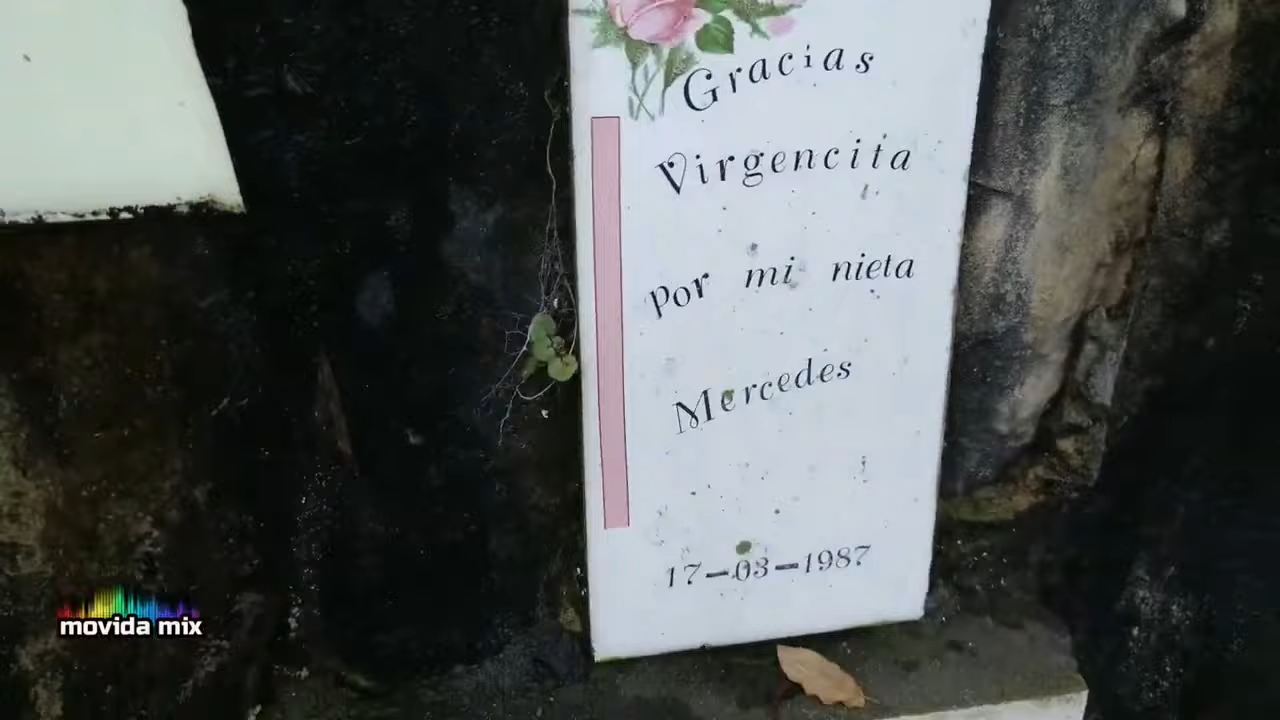 Gracias
Virgencita
por mi nieta
Mercedes
17-03-1987
movida mix